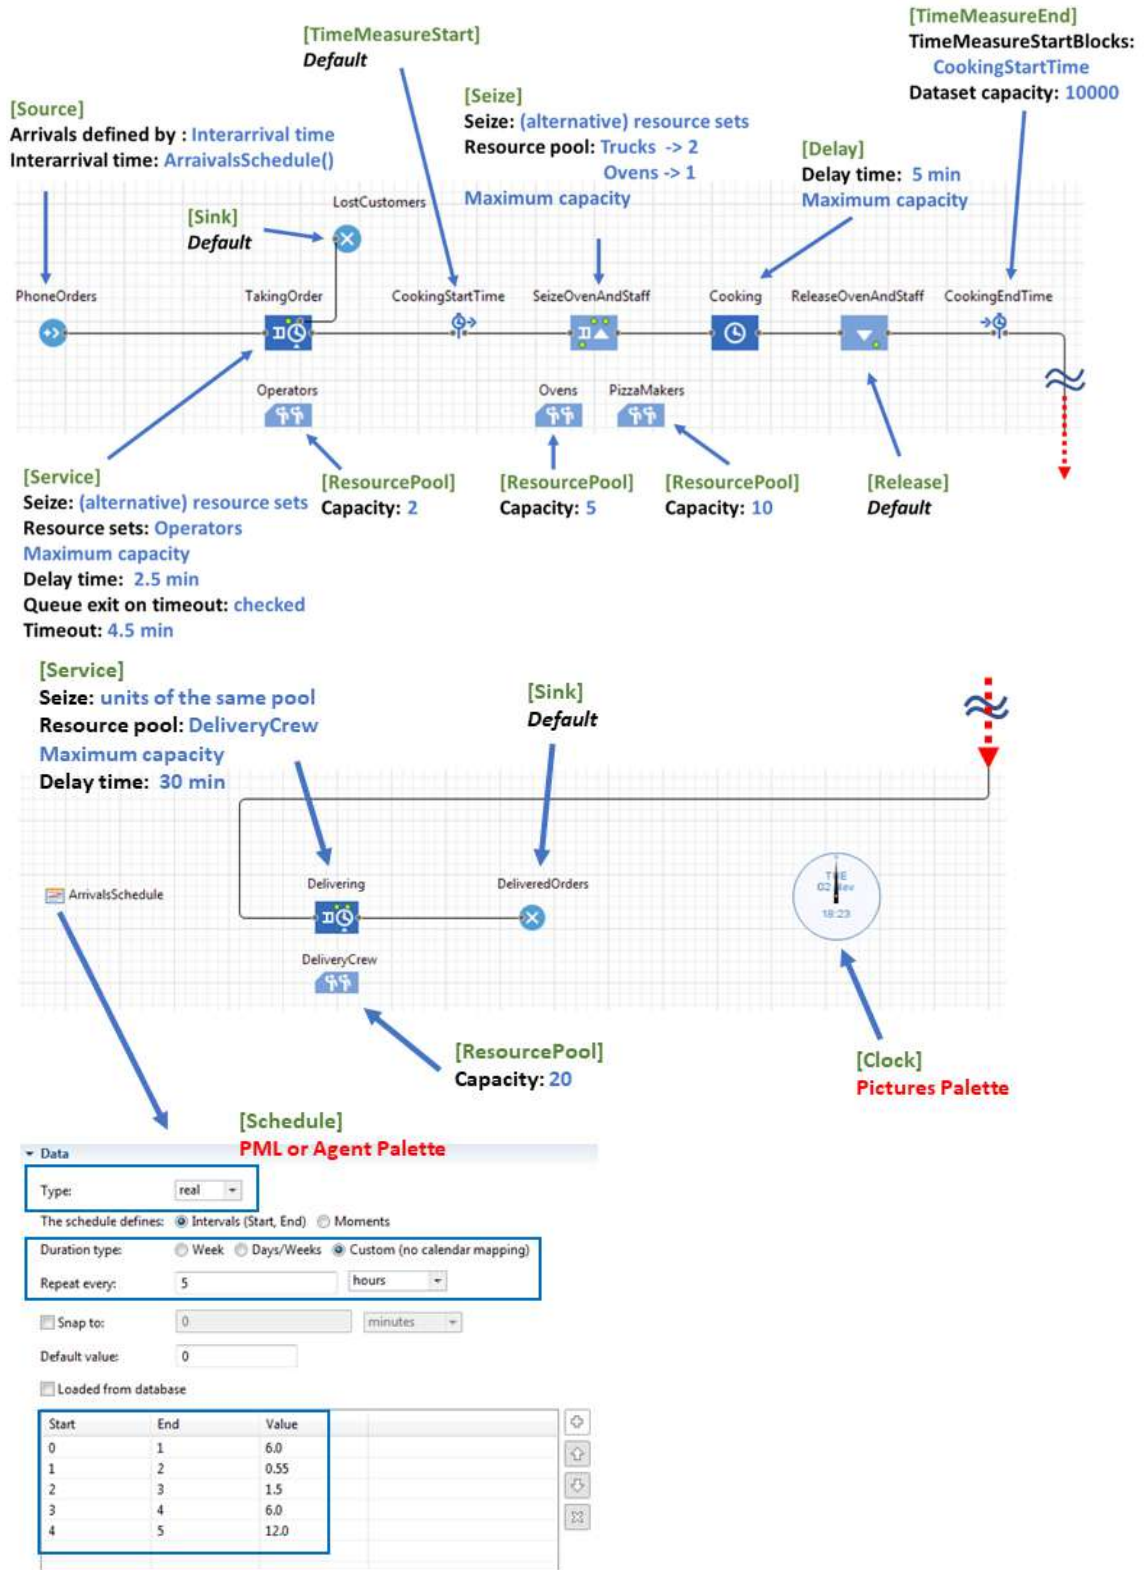 [TimeMeasureEnd]
TimeMeasureStartBlocks:
CookingStartTime
Dataset capacity: 10000
[TimeMeasureStart]
Default
[Seize]
Seize: (alternative) resource sets
Resource pool: Trucks -> 2
Ovens -> 1
Maximum capacity
[Source]
Arrivals defined by : Interarrival time
Interarrival time: ArraivalsSchedule()
[Delay]
Delay time: 5 min
Maximum capacity
[Sink]
Default
LostCustomers
PhoneOrders
TakingOrder
CookingStartTime
SeizeOvenAndStaff
Cooking
ReleaseOvenAndStaff
CookingEndTime
Operators
Ovens
PizzaMakers
[Service]
Seize: (alternative) resource sets
Resource sets: Operators
Maximum capacity
Delay time: 2.5 min
Queue exit on timeout: checked
Timeout: 4.5 min
[ResourcePool]
Capacity: 2
[ResourcePool]
Capacity: 5
[ResourcePool]
Capacity: 10
[Release]
Default
[Service]
Seize: units of the same pool
Resource pool: DeliveryCrew
Maximum capacity
Delay time: 30 min
[Sink]
Default
ArrivalsSchedule
Delivering
DeliveredOrders
DeliveryCrew
02
18:23
[ResourcePool]
Capacity: 20
[Clock]
Pictures Palette
[Schedule]
PML or Agent Palette
Data
Type: real
The schedule defines: Intervals (Start, End) Moments
Duration type: Week Days/Weeks Custom (no calendar mapping)
Repeat every: 5 hours
Snap to: 0 minutes
Default value: 0
Loaded from database
Start End Value
0 1 6.0
1 2 0.55
2 3 1.5
3 4 6.0
4 5 12.0